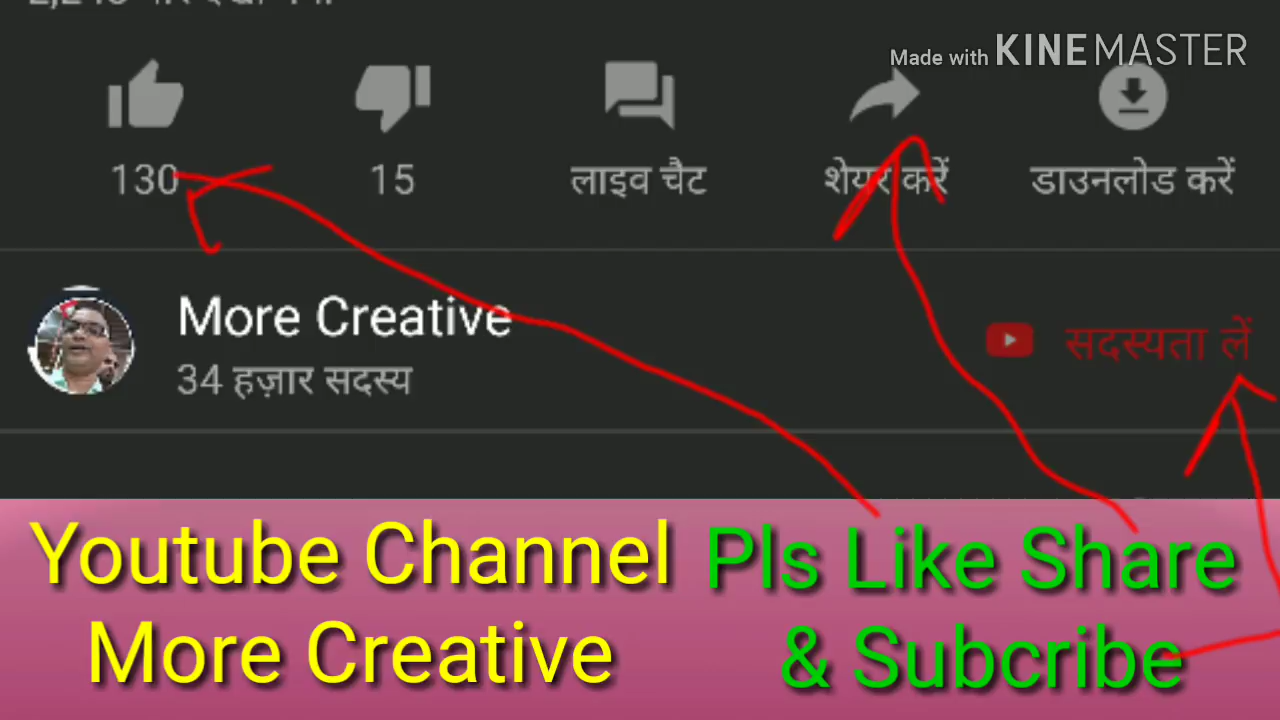 Made with KINEMASTER
130
15
लाइव चैट
शेयर करें
डाउनलोड करें
More Creative
34 हज़ार सदस्य
सदस्यता लें
Youtube Channel
More Creative
Pls Like Share
& Subcribe